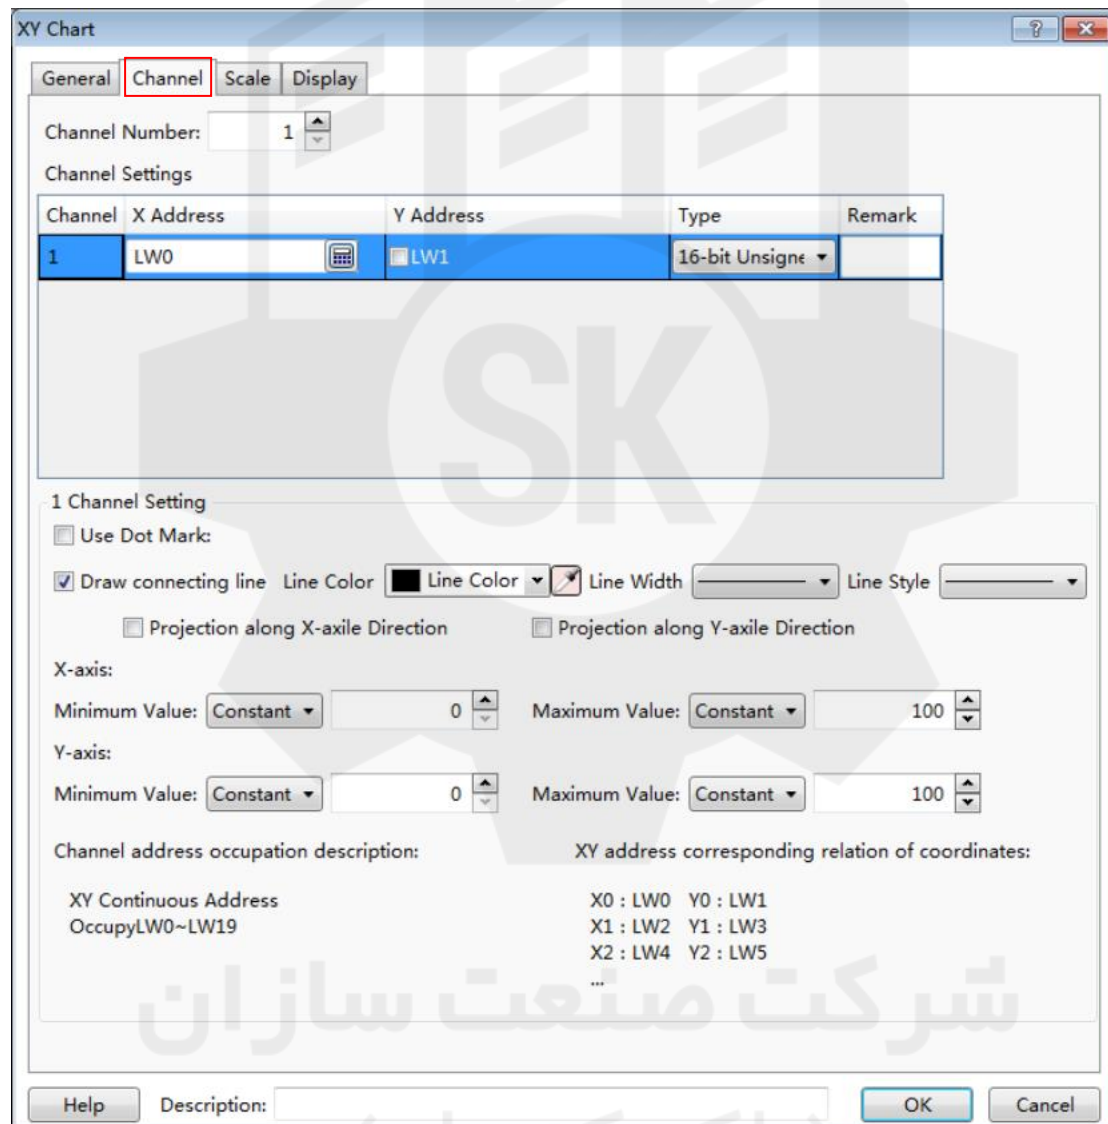 XY Chart
General Channel Scale Display
Channel Number: 1
Channel Settings
Channel X Address Y Address Type Remark
1 LW0 LW1 16-bit Unsigne
SK
1 Channel Setting
Use Dot Mark:
Draw connecting line Line Color Line Color Line Width Line Style
Projection along X-axile Direction Projection along Y-axile Direction
X-axis:
Minimum Value: Constant 0 Maximum Value: Constant 100
Y-axis:
Minimum Value: Constant 0 Maximum Value: Constant 100
Channel address occupation description: XY address corresponding relation of coordinates:
XY Continuous Address X0 : LW0 Y0 : LW1
OccupyLW0~LW19 X1 : LW2 Y1 : LW3
X2 : LW4 Y2 : LW5
...
شرکت صنعت سازان
Help Description: OK Cancel